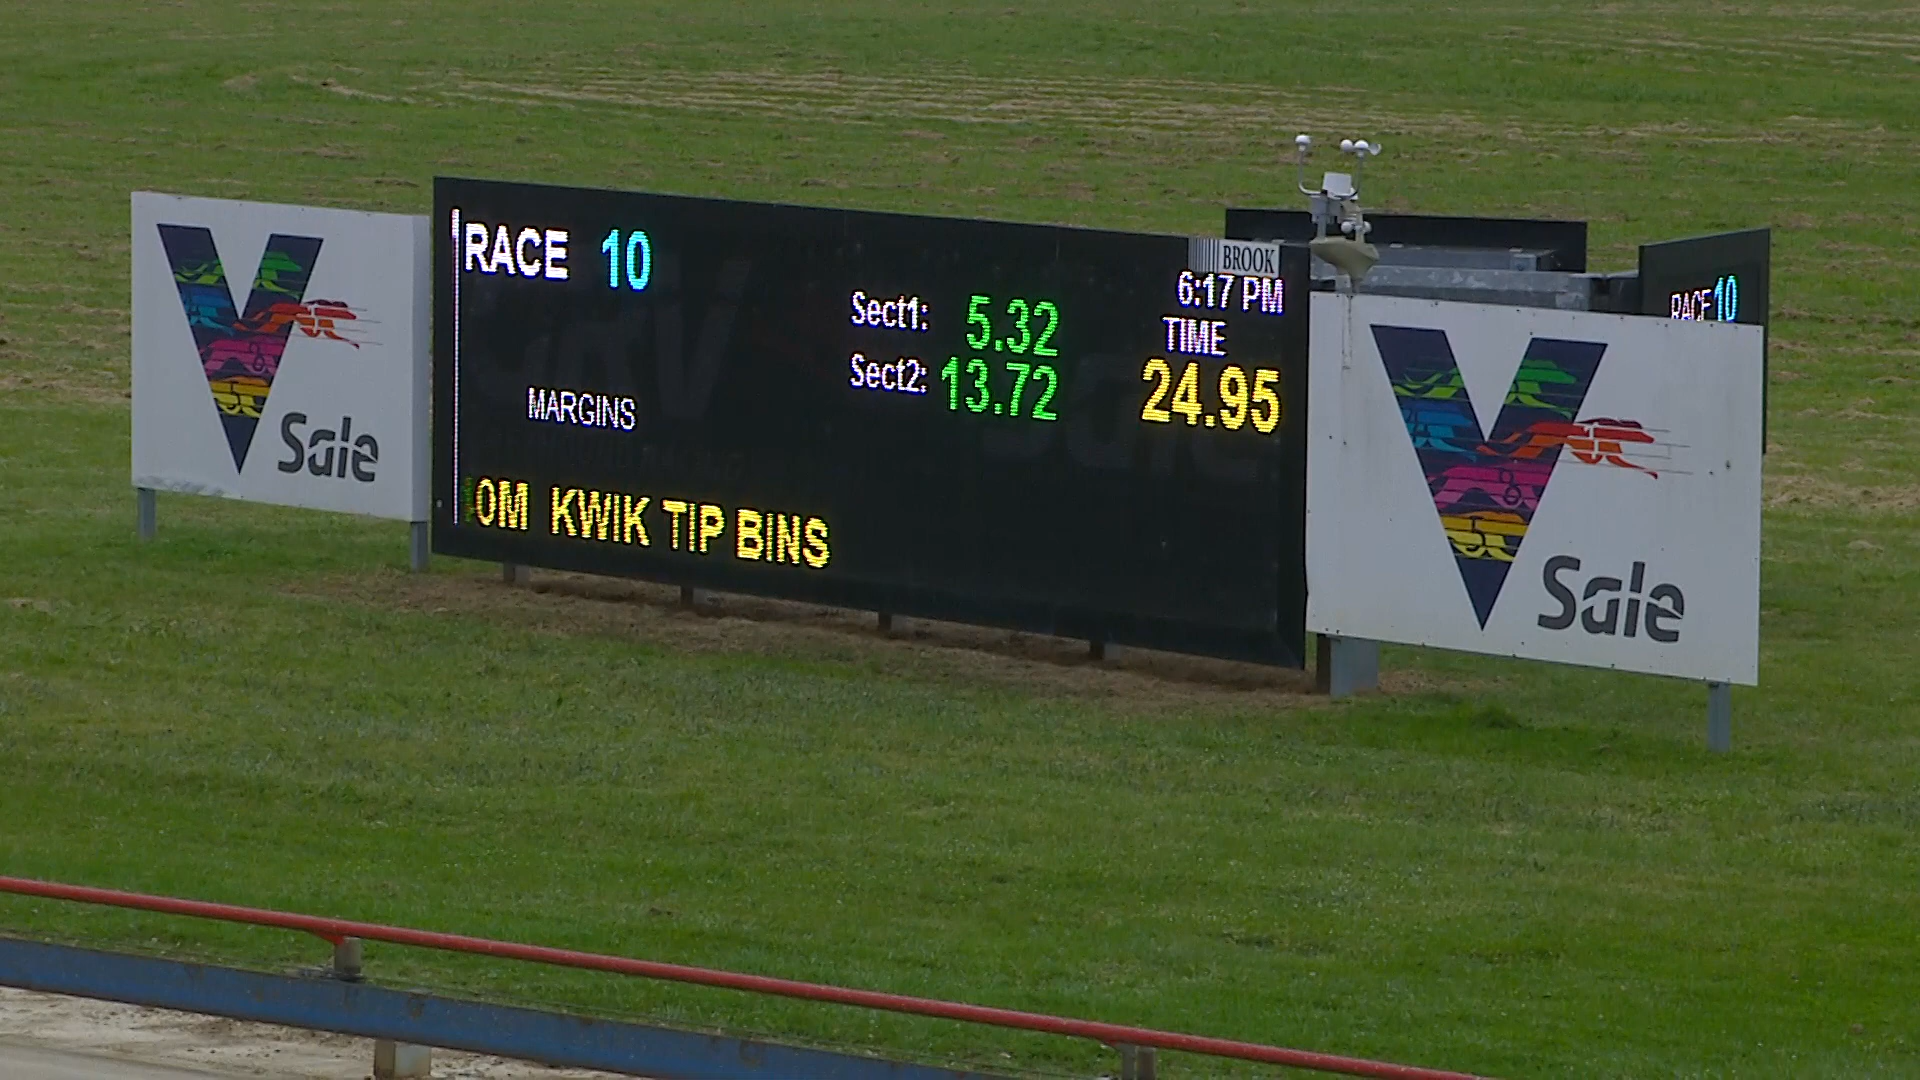 RACE 10
BROOK
6:17 PM
Sect1: 5.32
TIME
Sect2: 13.72
24.95
MARGINS
OM KWIK TIP BINS
Sale
Sale
RACE 10